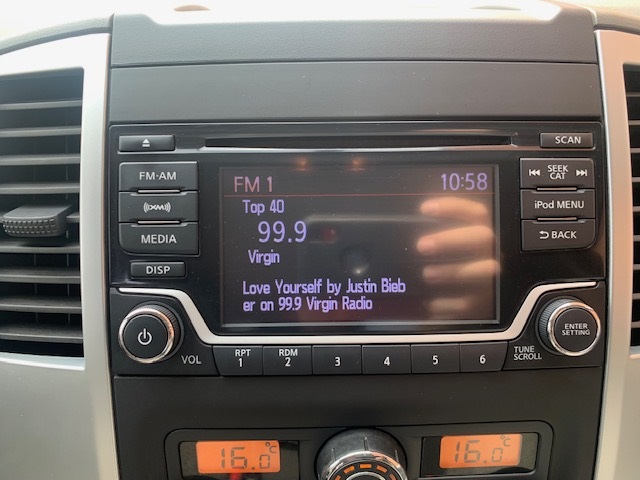 SCAN
FM·AM
((XM))
MEDIA
DISP
FM 1 10:58
Top 40
99.9
Virgin
Love Yourself by Justin Bieb
er on 99.9 Virgin Radio
SEEK
CAT
iPod MENU
BACK
VOL
RPT
1
RDM
2
3
4
5
6
TUNE
SCROLL
ENTER
SETTING
16.0°C
16.0°C